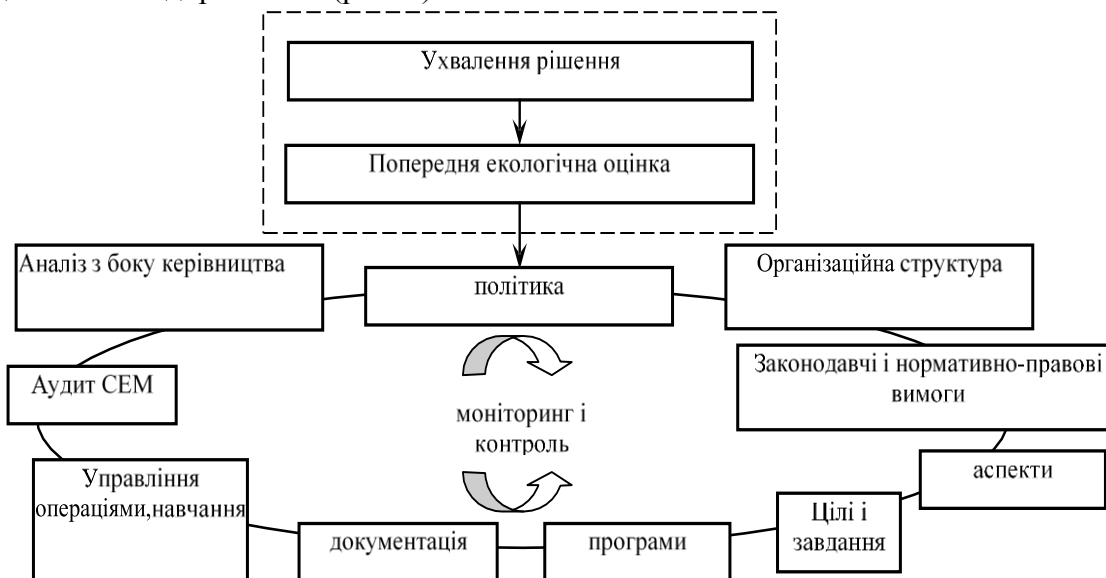 Ухвалення рішення
Попередня екологічна оцінка
Аналіз з боку керівництва
політика
Організаційна структура
Аудит СЕМ
моніторинг і
контроль
Законодавчі і нормативно-правові
вимоги
аспекти
Управління
операціями,навчання
документація
програми
Цілі і
завдання